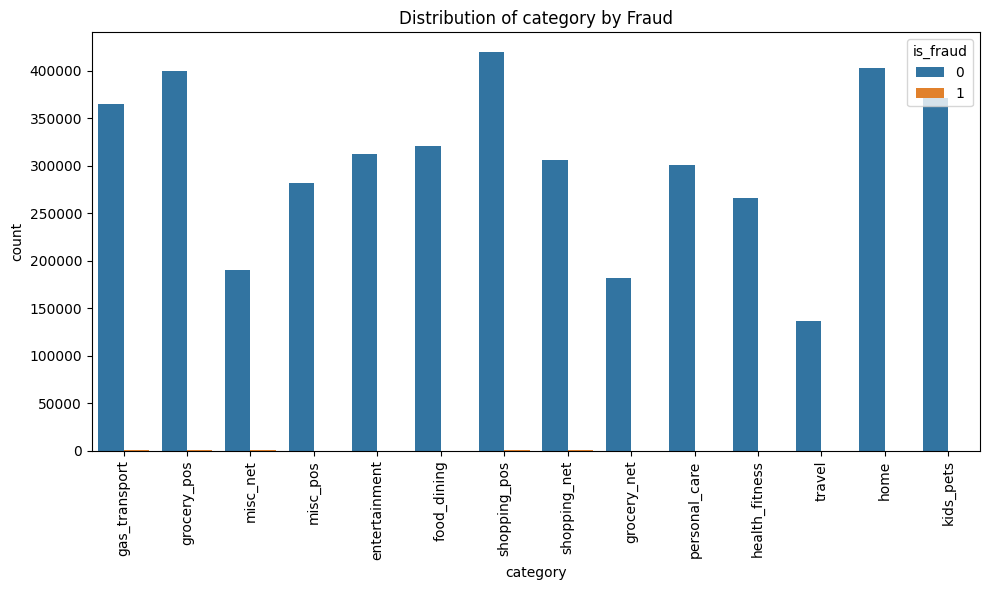 Distribution of category by Fraud
is_fraud
0
1
400000
350000
300000
250000
200000
150000
100000
50000
0
count
gas_transport
grocery_pos
misc_net
misc_pos
entertainment
food_dining
shopping_pos
shopping_net
grocery_net
personal_care
health_fitness
travel
home
kids_pets
category